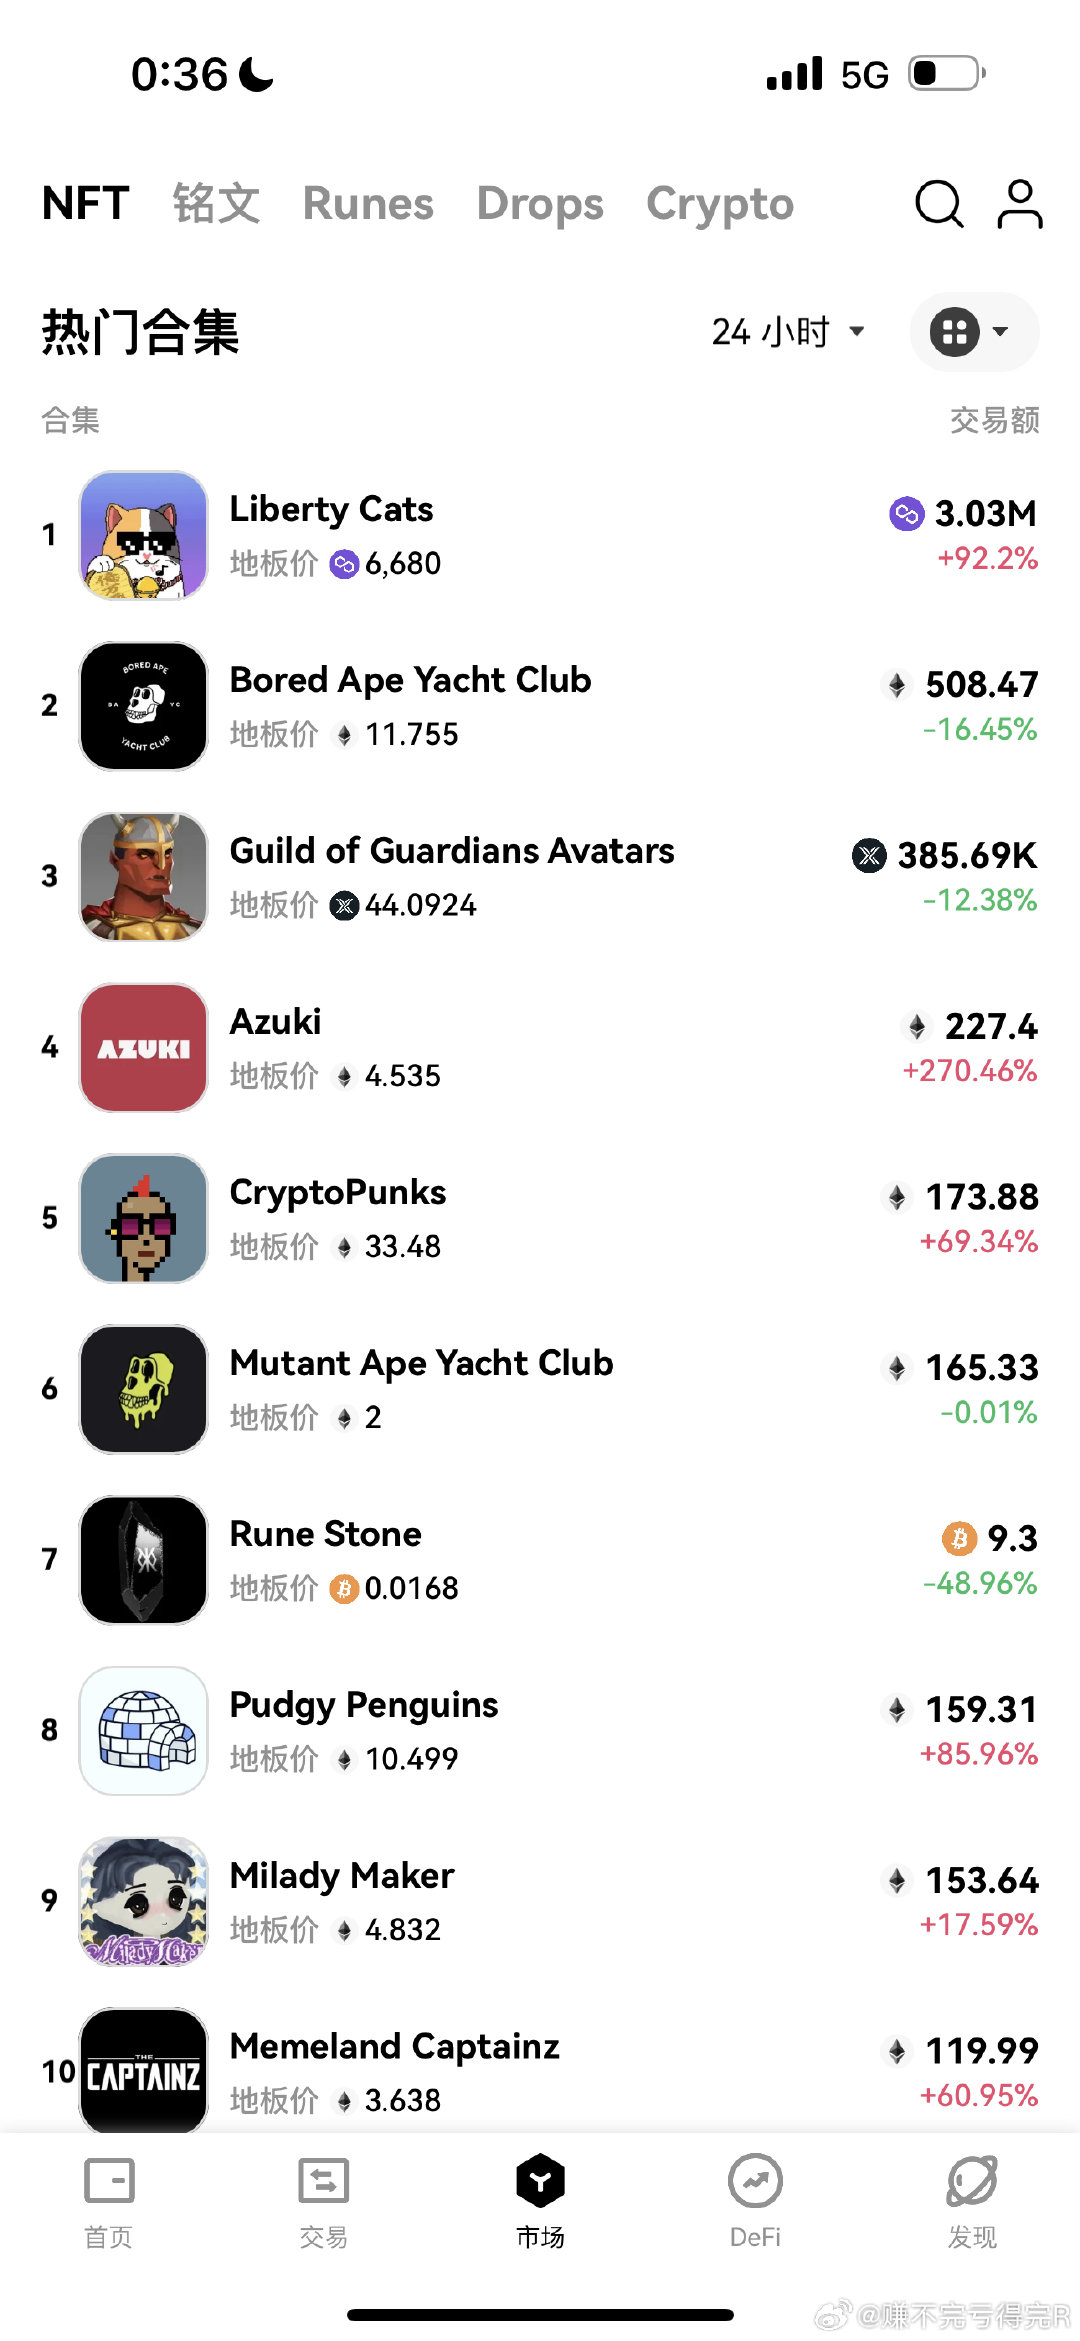 0:36 5G
NFT 铭文 Runes Drops Crypto
热门合集 24 小时
合集 交易额
1 Liberty Cats 3.03M
地板价 6,680 +92.2%
BORED APE
BA YC
YACHT CLUB
2 Bored Ape Yacht Club 508.47
地板价 11.755 -16.45%
3 Guild of Guardians Avatars 385.69K
地板价 44.0924 -12.38%
AZUKI
4 Azuki 227.4
地板价 4.535 +270.46%
5 CryptoPunks 173.88
地板价 33.48 +69.34%
6 Mutant Ape Yacht Club 165.33
地板价 2 -0.01%
7 Rune Stone 9.3
地板价 0.0168 -48.96%
8 Pudgy Penguins 159.31
地板价 10.499 +85.96%
9 Milady Maker 153.64
地板价 4.832 +17.59%
Milady Maker
THE
CAPTAINZ
10 Memeland Captainz 119.99
地板价 3.638 +60.95%
首页 交易 市场 DeFi 发现
@赚不完亏得完R